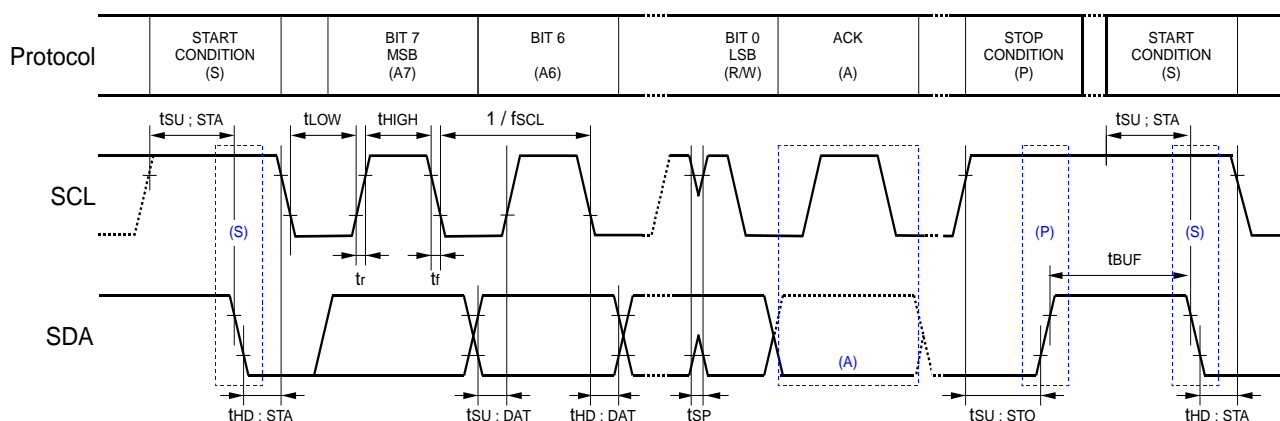 Protocol
START
CONDITION
(S)
BIT 7
MSB
(A7)
BIT 6
(A6)
BIT 0
LSB
(R/W)
ACK
(A)
STOP
CONDITION
(P)
START
CONDITION
(S)
tSU ; STA
tLOW
tHIGH
1 / fSCL
tSU ; STA
SCL
(S)
(P)
(S)
tr
tf
tBUF
SDA
(A)
tHD ; STA
tSU ; DAT
tHD ; DAT
tSP
tSU ; STO
tHD ; STA